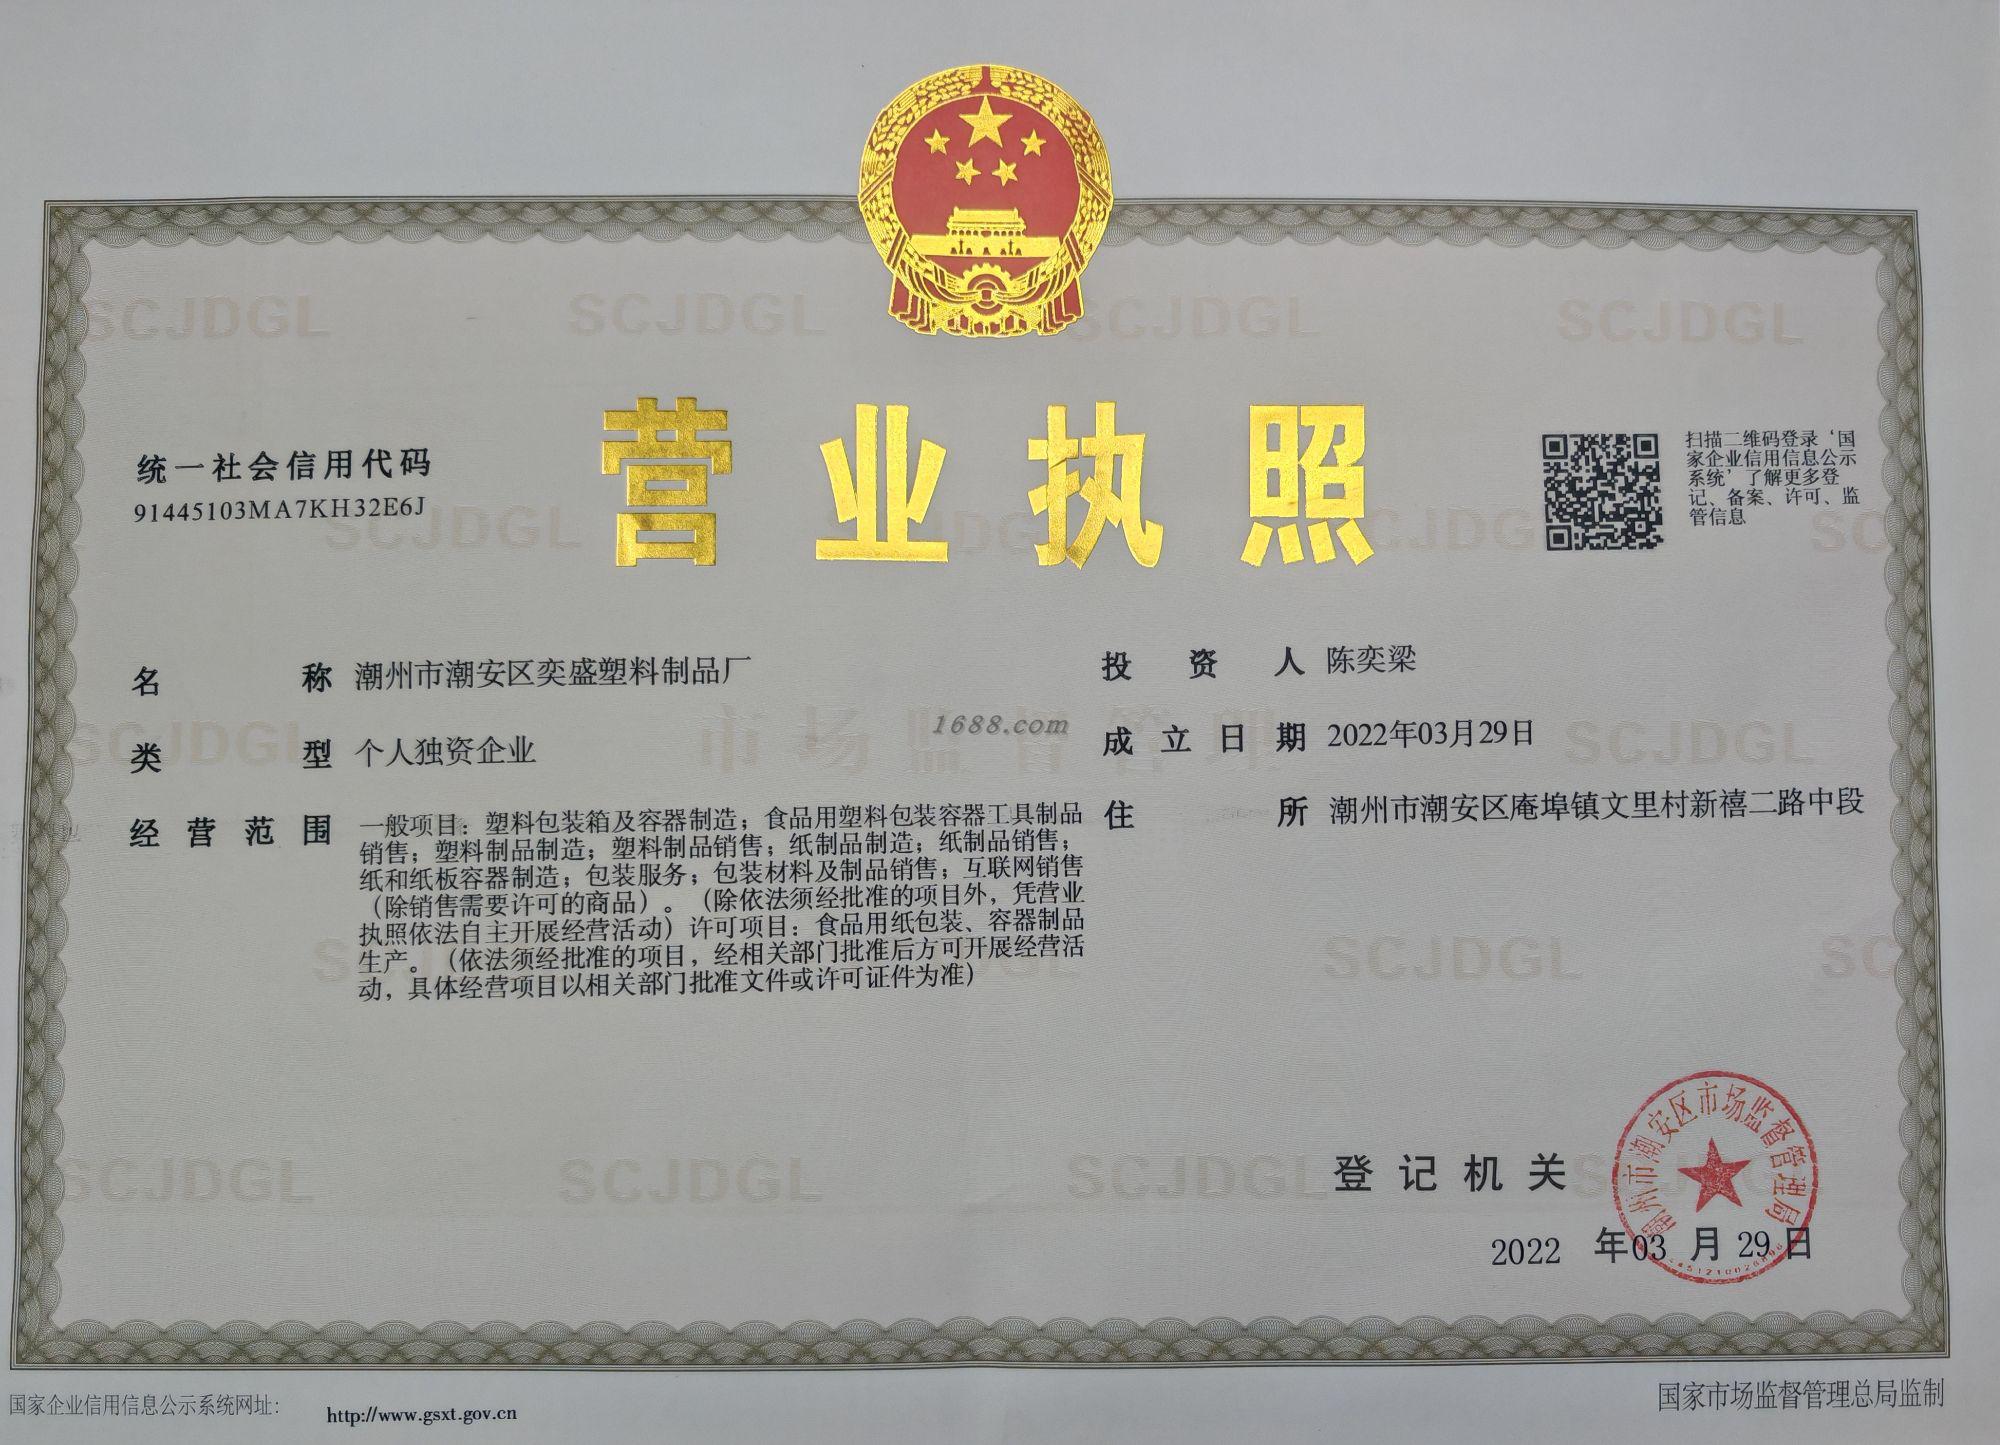 SCJDGL SCJDGL SCJDGL SCJDGL
营业执照
统一社会信用代码
91445103MA7KH32E6J
扫描二维码登录‘国
家企业信用信息公示
系统’了解更多登
记、备案、许可、监
管信息
名称 潮州市潮安区奕盛塑料制品厂
类型 个人独资企业
经营范围 一般项目：塑料包装箱及容器制造；食品用塑料包装容器工具制品
销售；塑料制品制造；塑料制品销售；纸制品制造；纸制品销售；
纸和纸板容器制造；包装服务；包装材料及制品销售；互联网销售
（除销售需要许可的商品）。（除依法须经批准的项目外，凭营业
执照依法自主开展经营活动）许可项目：食品用纸包装、容器制品
生产。（依法须经批准的项目，经相关部门批准后方可开展经营活
动，具体经营项目以相关部门批准文件或许可证件为准）
投资人 陈奕梁
成立日期 2022年03月29日
住所 潮州市潮安区庵埠镇文里村新禧二路中段
1688.com
市场监督管理
登记机关
潮州市潮安区市场监督管理局
2022 年03 月 29 日
国家企业信用信息公示系统网址：
http://www.gsxt.gov.cn
国家市场监督管理总局监制